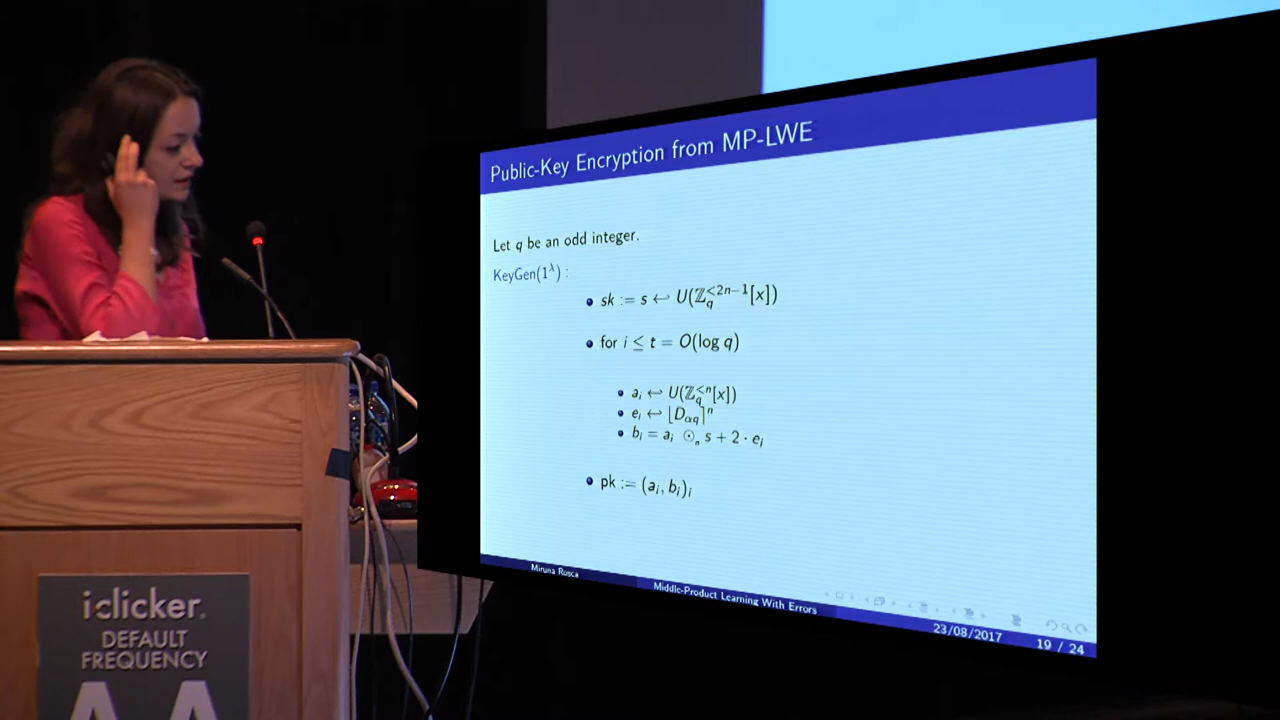 Public-Key Encryption from MP-LWE
Let q be an odd integer.
KeyGen(1^λ) :
• sk := s ↩ U(ℤ_q^{<2n−1}[x])
• for i ≤ t = O(log q)
• a_i ↩ U(ℤ_q^{<n}[x])
• e_i ↩ ⌊D_{αq}⌉^n
• b_i = a_i ⊙_n s + 2 · e_i
• pk := (a_i, b_i)_i
Miruna Rosca
Middle-Product Learning With Errors
23/08/2017
19 / 24
iclicker.
DEFAULT
FREQUENCY
AA